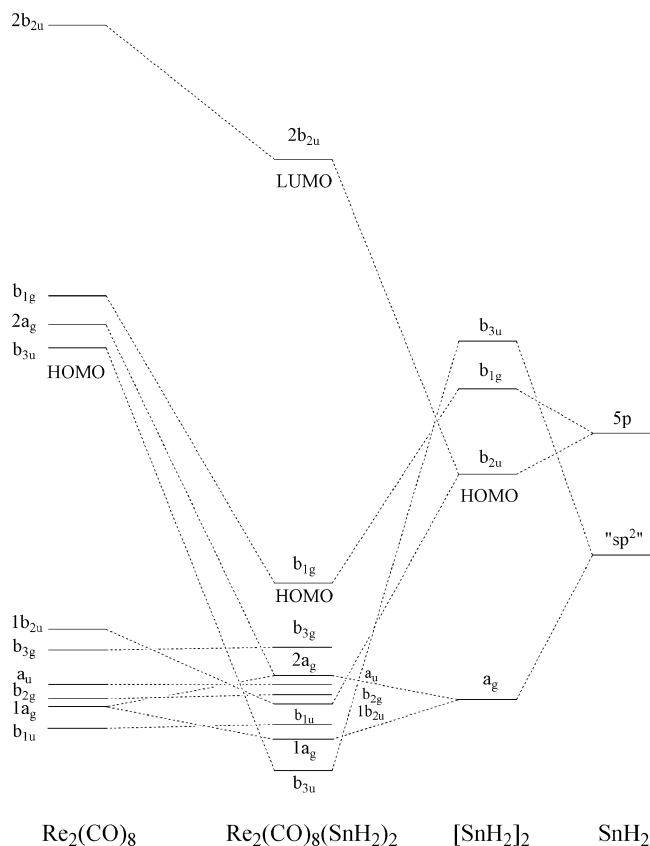 2b2u
2b2u
LUMO
b1g
2ag
b3u
HOMO
b3u
b1g
5p
b2u
HOMO
"sp2"
b1g
HOMO
1b2u
b3g
b3g
2ag
au
au
b2g
b2g
1ag
ag
1b2u
b1u
b1u
1ag
b3u
Re2(CO)8
Re2(CO)8(SnH2)2
[SnH2]2
SnH2